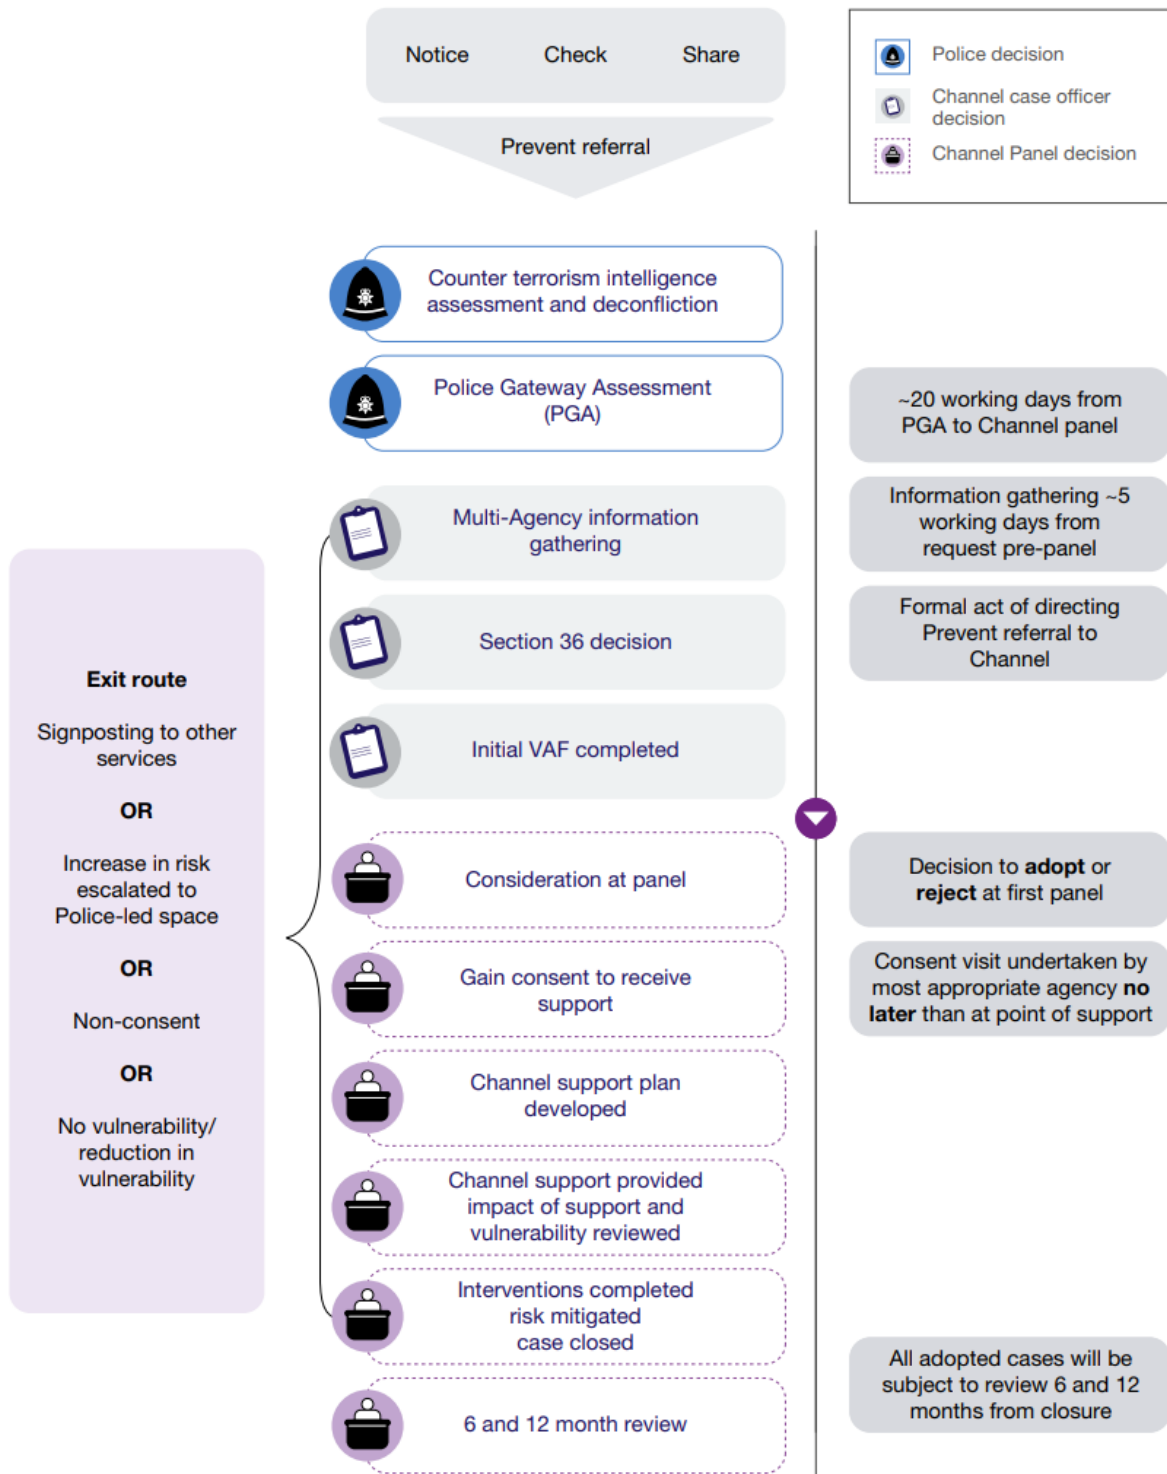 Notice Check Share
Prevent referral
Police decision
Channel case officer
decision
Channel Panel decision
Counter terrorism intelligence
assessment and deconfliction
Police Gateway Assessment
(PGA)
~20 working days from
PGA to Channel panel
Multi-Agency information
gathering
Information gathering ~5
working days from
request pre-panel
Section 36 decision
Formal act of directing
Prevent referral to
Channel
Initial VAF completed
Exit route
Signposting to other
services
OR
Increase in risk
escalated to
Police-led space
OR
Non-consent
OR
No vulnerability/
reduction in
vulnerability
Consideration at panel
Decision to adopt or
reject at first panel
Gain consent to receive
support
Consent visit undertaken by
most appropriate agency no
later than at point of support
Channel support plan
developed
Channel support provided
impact of support and
vulnerability reviewed
Interventions completed
risk mitigated
case closed
6 and 12 month review
All adopted cases will be
subject to review 6 and 12
months from closure